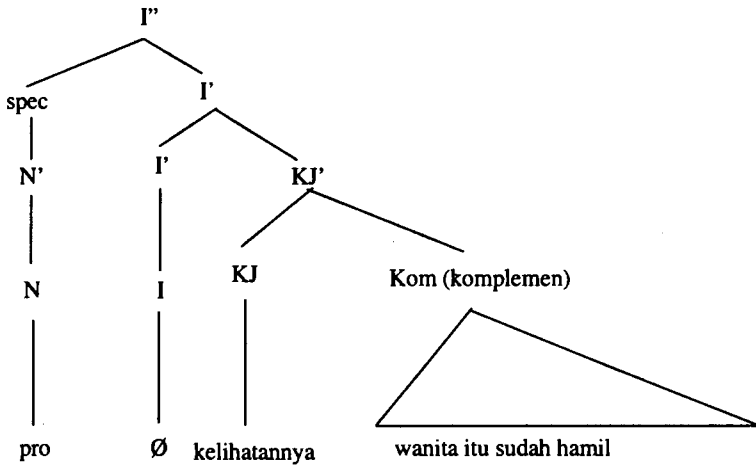 I”
spec I’
N’ I’ KJ’
N I KJ Kom (komplemen)
pro Ø kelihatannya wanita itu sudah hamil